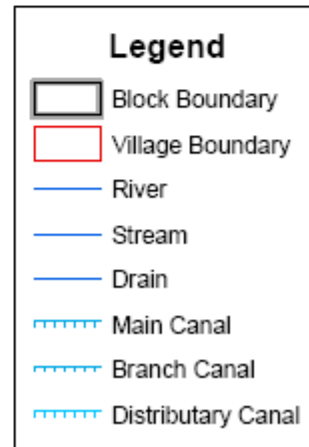 Legend
Block Boundary
Village Boundary
River
Stream
Drain
Main Canal
Branch Canal
Distributary Canal